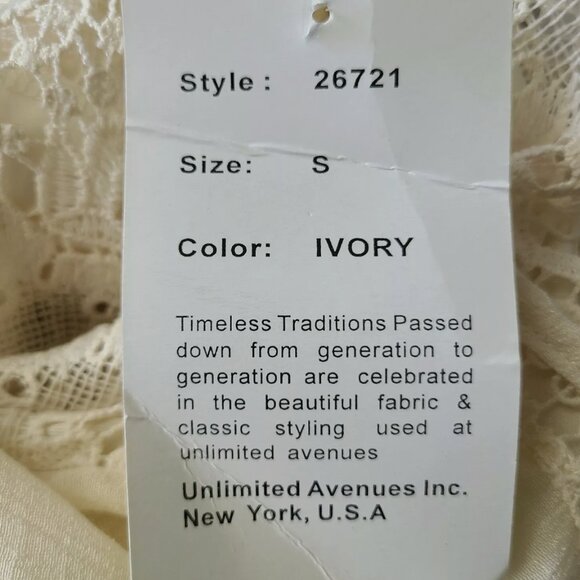 Style : 26721
Size: S
Color: IVORY
Timeless Traditions Passed
down from generation to
generation are celebrated
in the beautiful fabric &
classic styling used at
unlimited avenues
Unlimited Avenues Inc.
New York, U.S.A